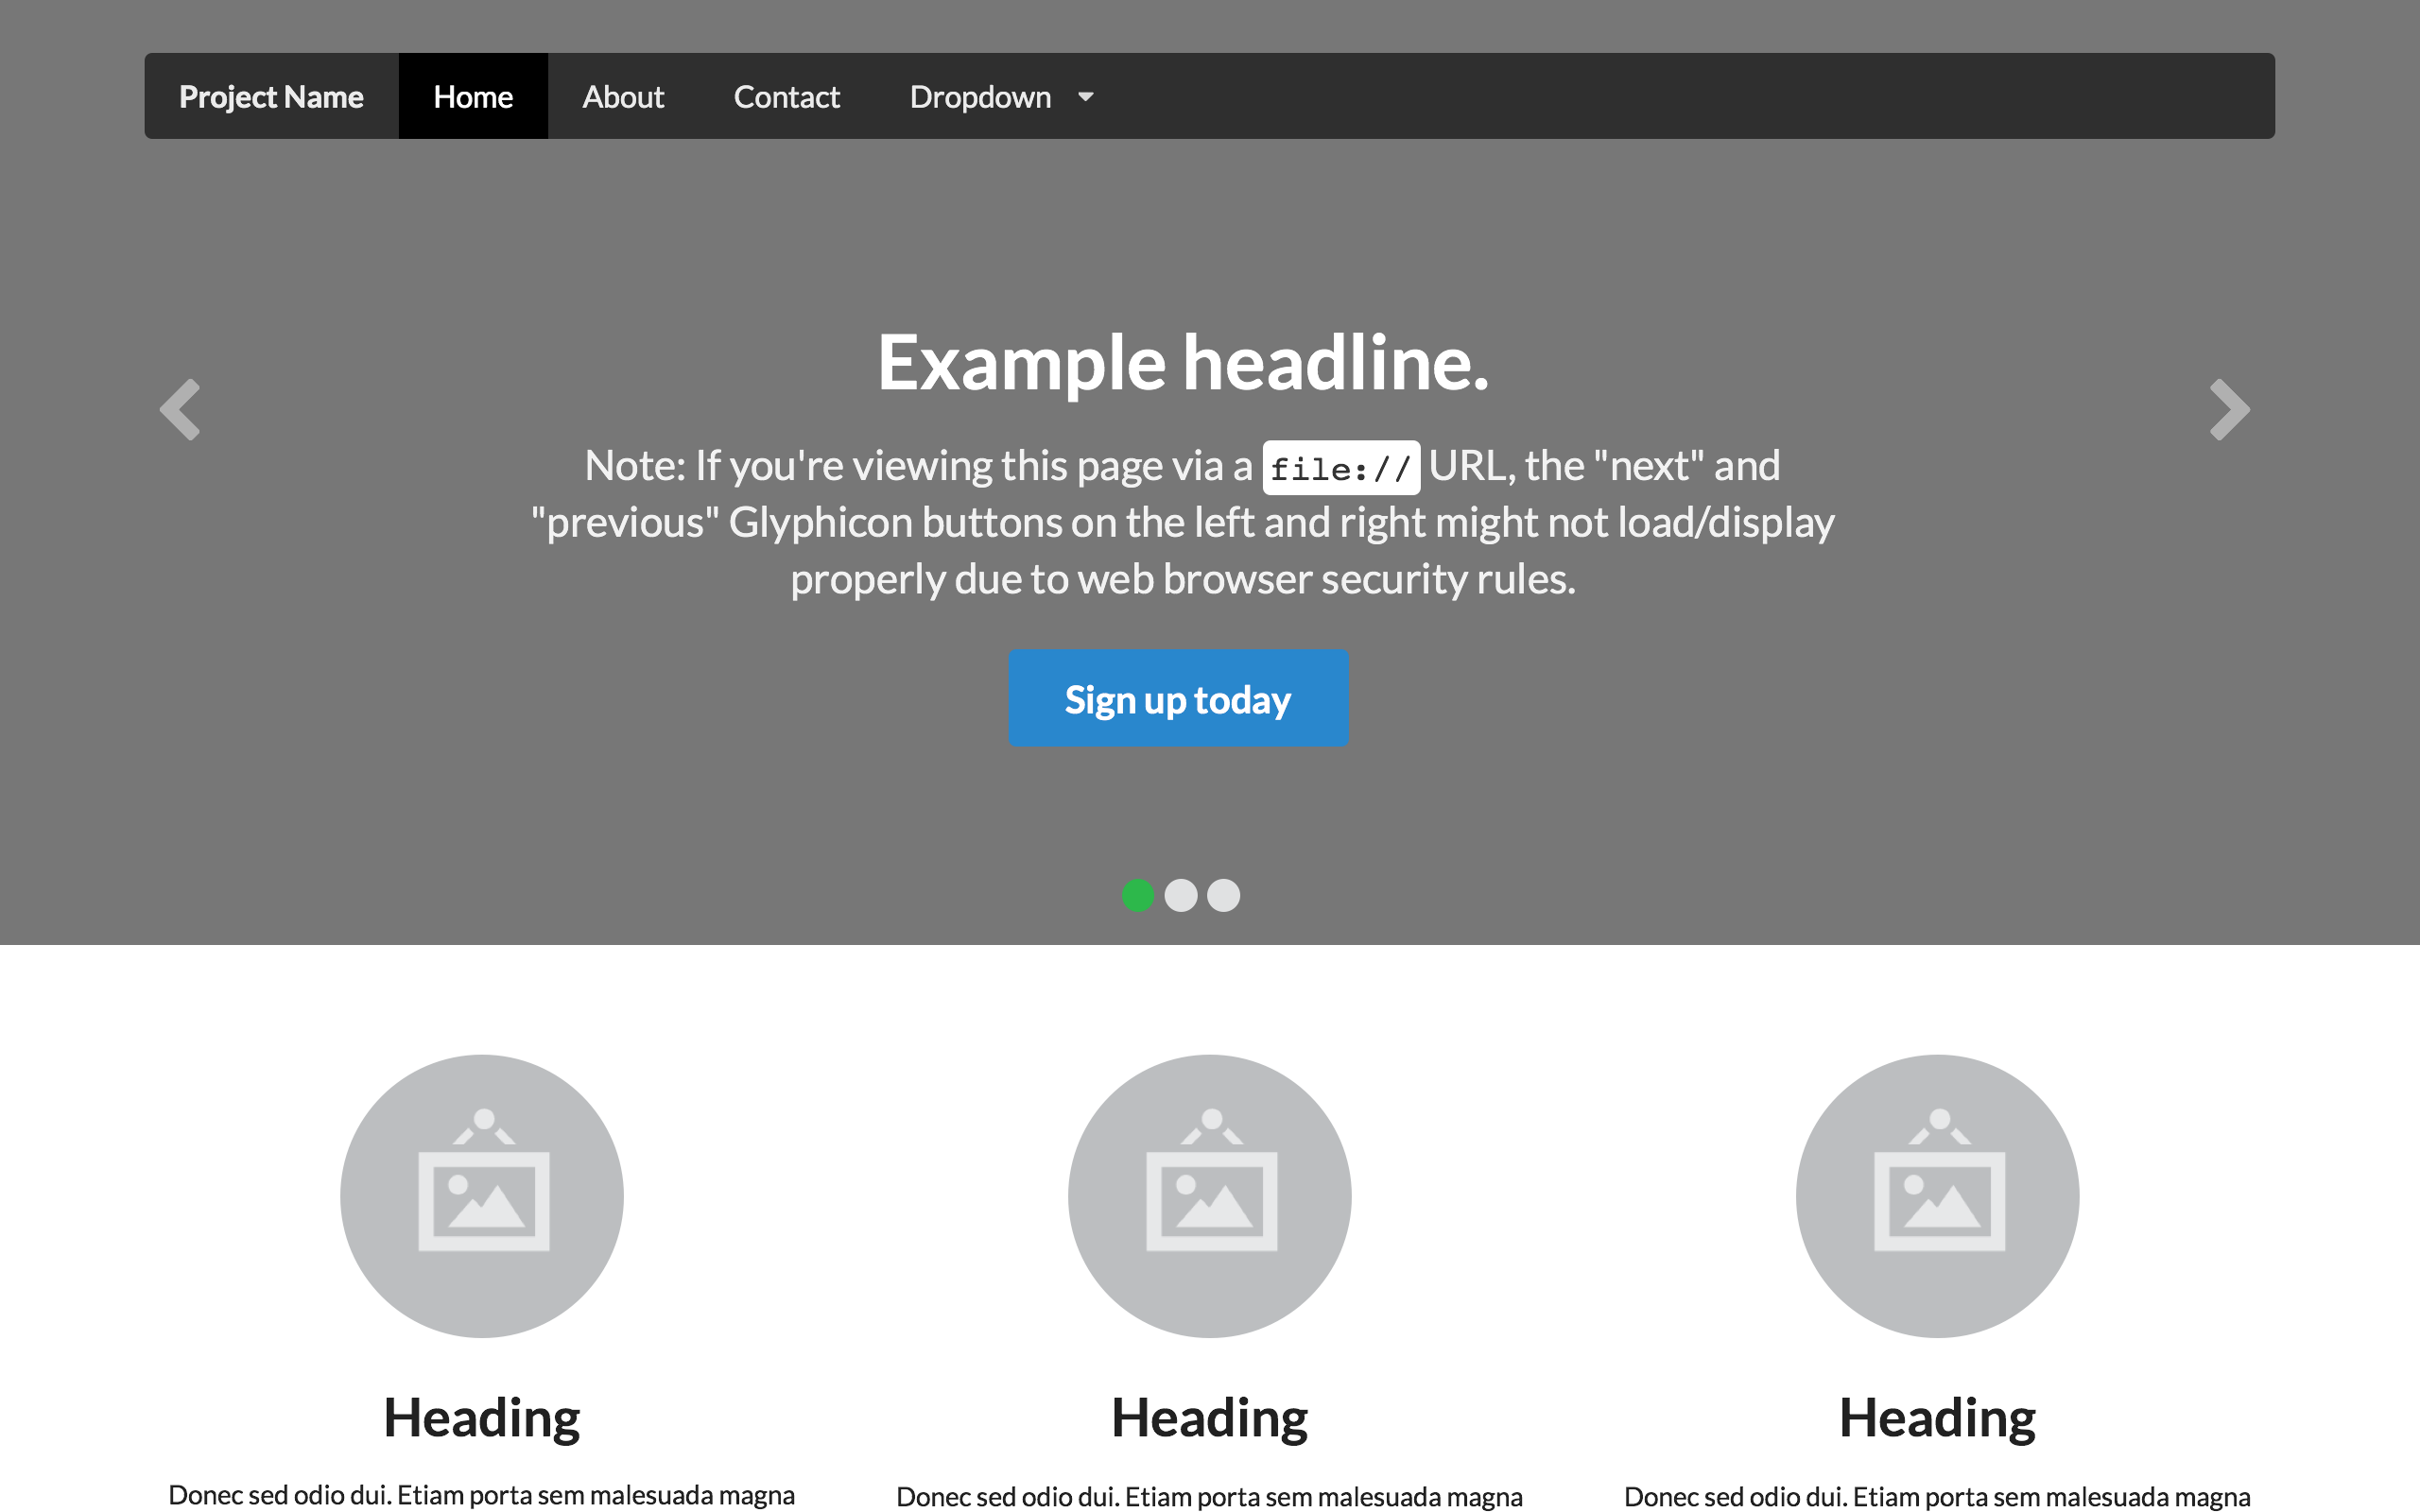 Project Name Home About Contact Dropdown
Example headline.
Note: If you're viewing this page via a file:// URL, the "next" and
"previous" Glyphicon buttons on the left and right might not load/display
properly due to web browser security rules.
Sign up today
Heading
Donec sed odio dui. Etiam porta sem malesuada magna
Heading
Donec sed odio dui. Etiam porta sem malesuada magna
Heading
Donec sed odio dui. Etiam porta sem malesuada magna